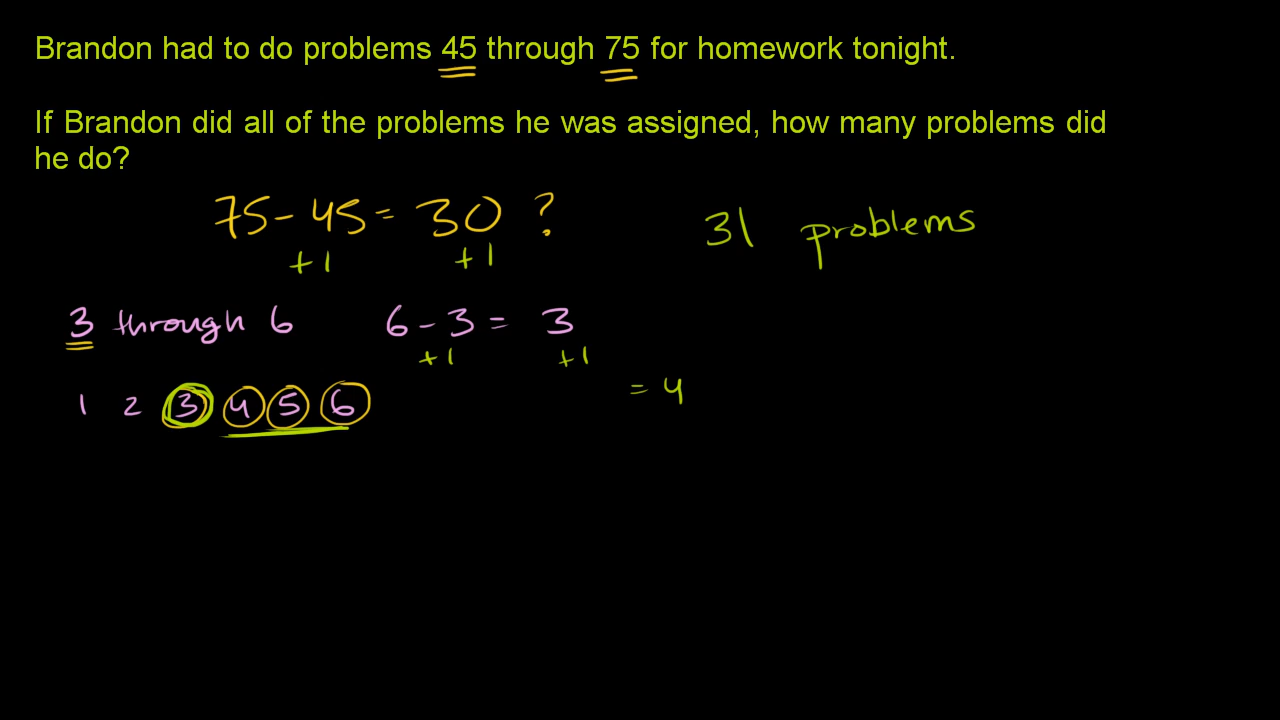 Brandon had to do problems 45 through 75 for homework tonight.
If Brandon did all of the problems he was assigned, how many problems did
he do?
75 - 45 = 30 ?
+1 +1
31 problems
3 through 6 6 - 3 = 3
+1 +1
= 4
1 2 3 4 5 6